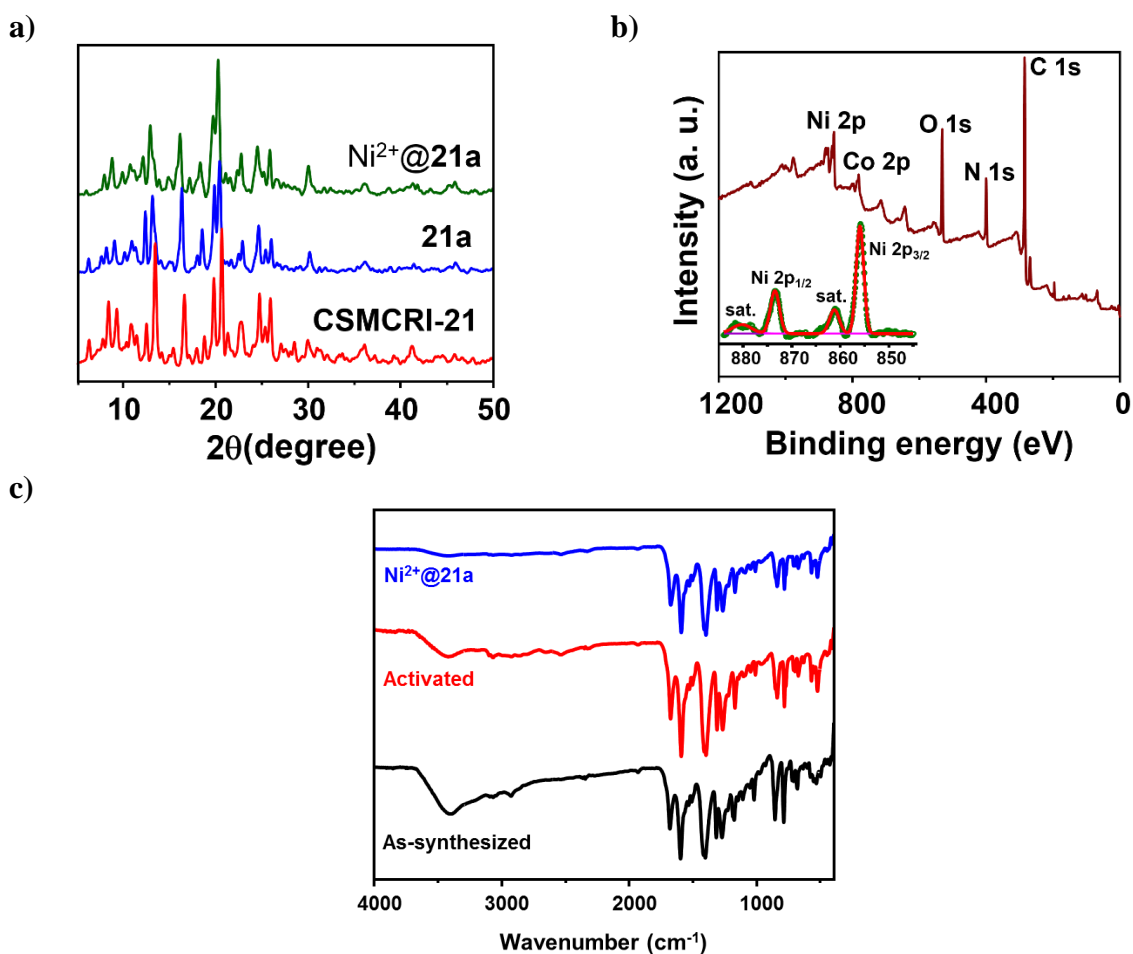 a)
Ni²⁺@21a
21a
CSMCRI-21
10 20 30 40 50
2θ(degree)
b)
Intensity (a. u.)
C 1s
O 1s
Ni 2p
N 1s
Co 2p
Ni 2p₃/₂
Ni 2p₁/₂
sat.
sat.
880 870 860 850
1200 800 400 0
Binding energy (eV)
c)
Ni²⁺@21a
Activated
As-synthesized
4000 3000 2000 1000
Wavenumber (cm⁻¹)